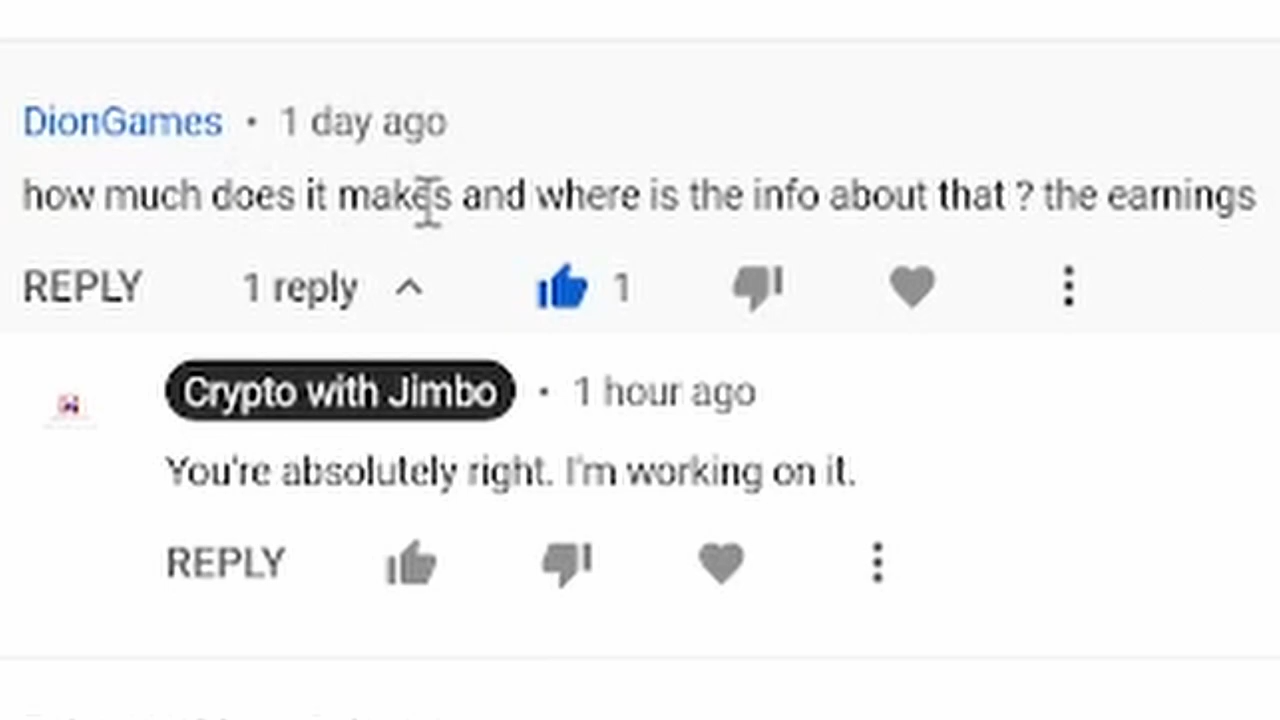 DionGames • 1 day ago
how much does it makes and where is the info about that ? the earnings
REPLY 1 reply 1
Crypto with Jimbo • 1 hour ago
You're absolutely right. I'm working on it.
REPLY